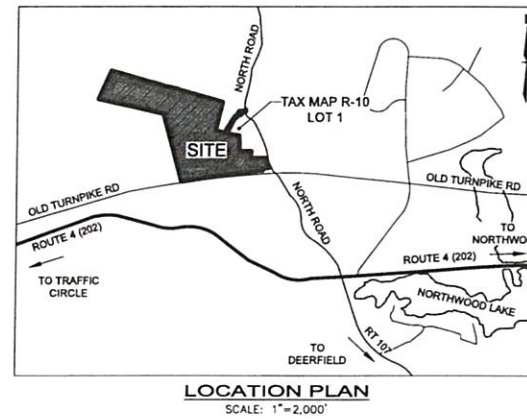 NORTH ROAD
TAX MAP R-10
LOT 1
SITE
OLD TURNPIKE RD
OLD TURNPIKE RD
NORTH ROAD
TO
ROUTE 4 (202)
ROUTE 4 (202)
TO TRAFFIC
CIRCLE
NORTHWOOD LAKE
RT 107
TO
DEERFIELD
LOCATION PLAN
SCALE: 1"=2,000'